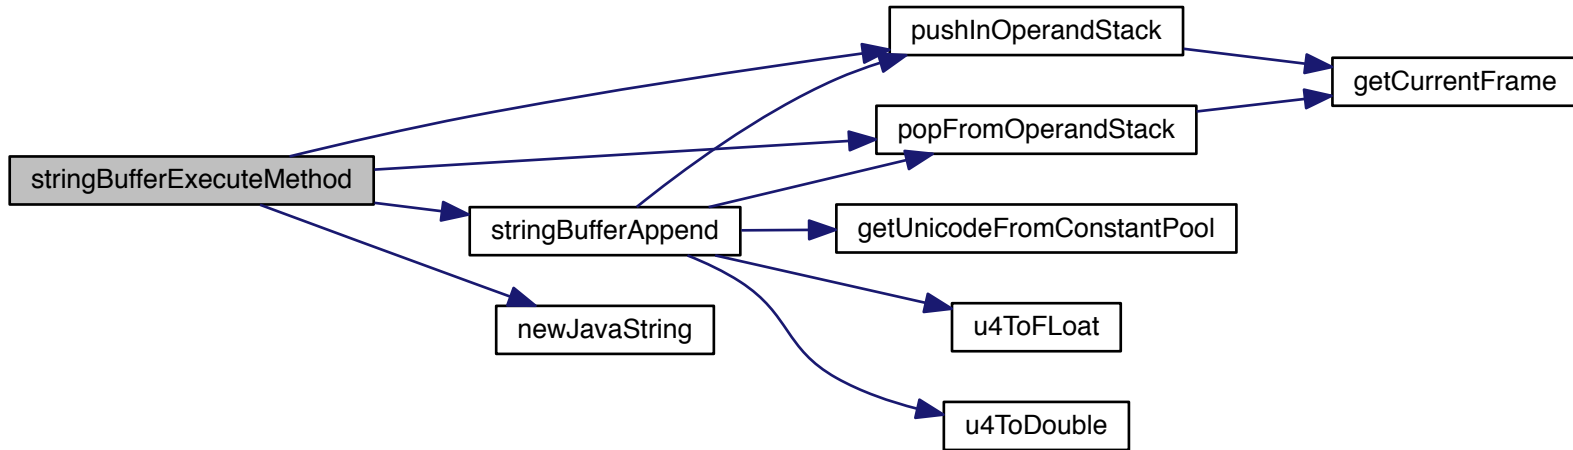 pushInOperandStack
getCurrentFrame
popFromOperandStack
stringBufferExecuteMethod
stringBufferAppend
getUnicodeFromConstantPool
newJavaString
u4ToFLoat
u4ToDouble